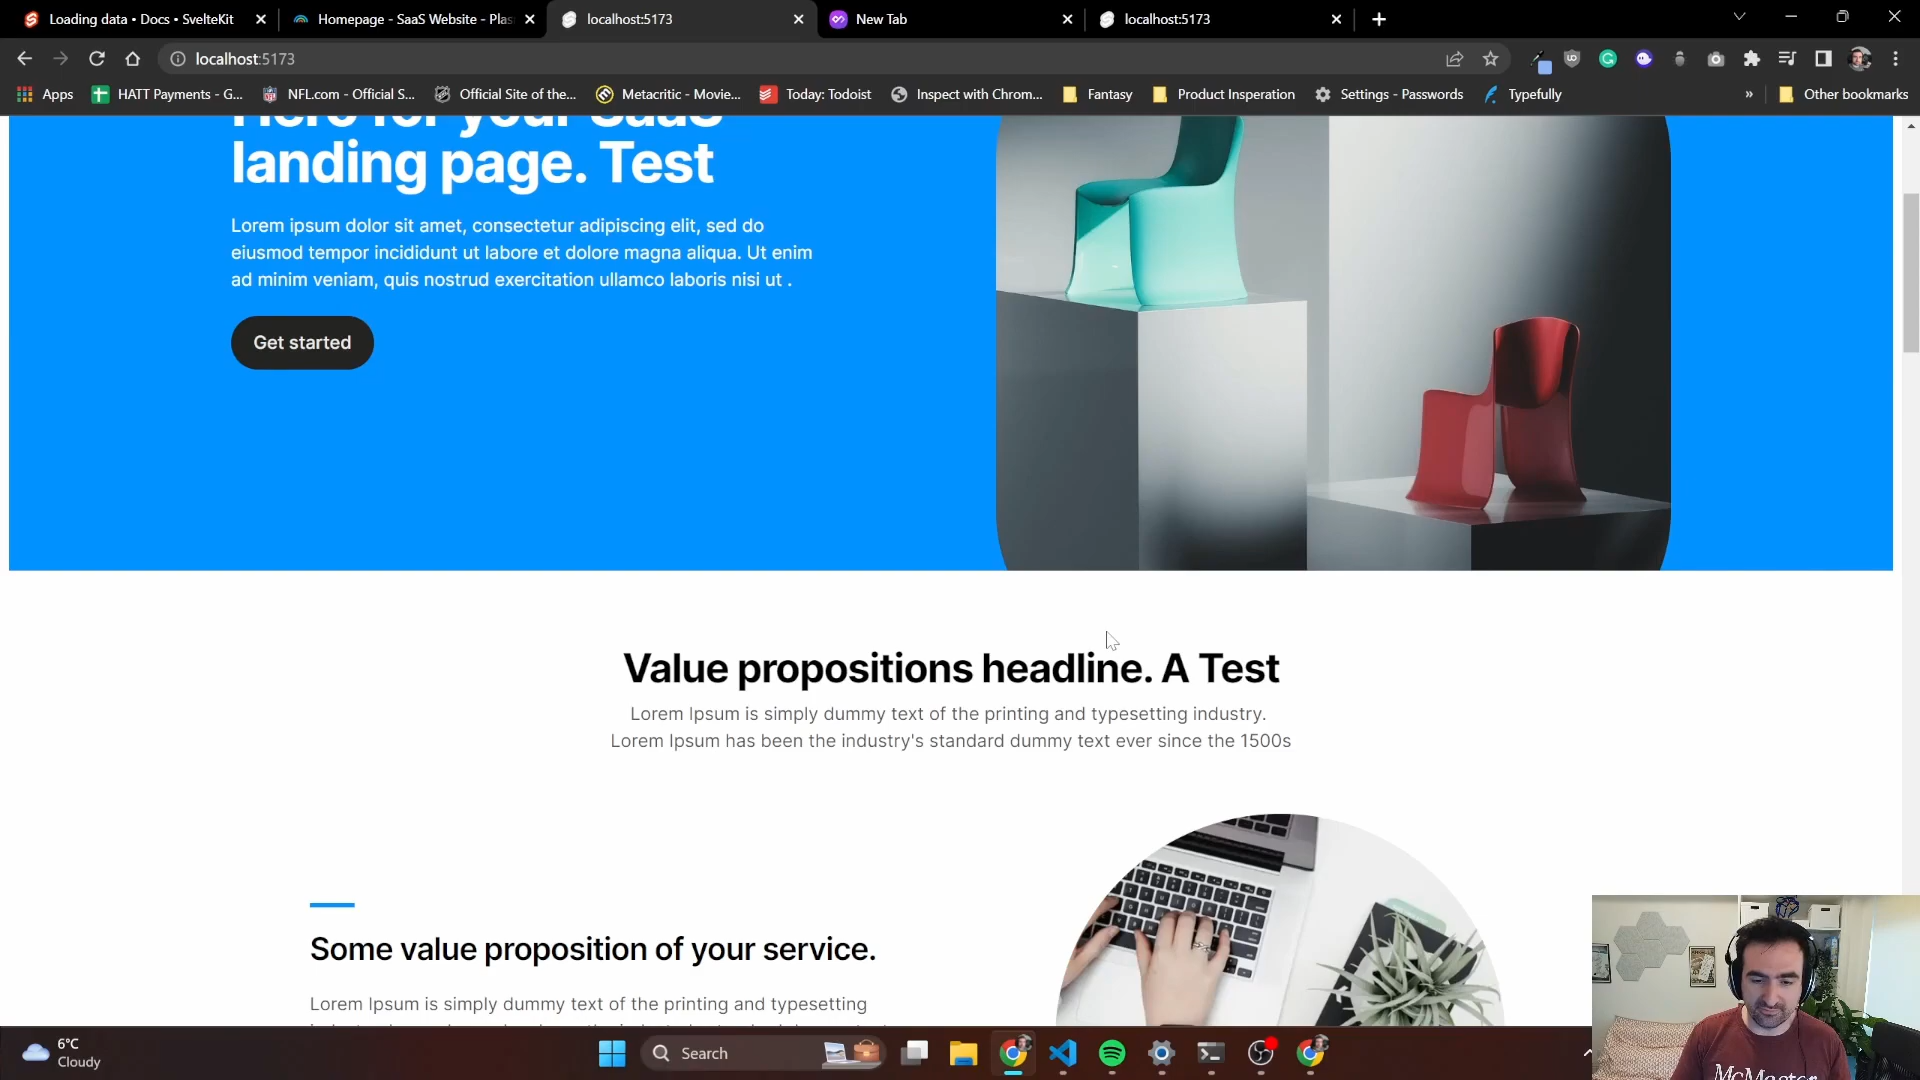 Loading data • Docs • SvelteKit
Homepage - SaaS Website - Plas
localhost:5173
New Tab
localhost:5173
localhost:5173
Apps
HATT Payments - G...
NFL.com - Official S...
Official Site of the...
Metacritic - Movie...
Today: Todoist
Inspect with Chrom...
Fantasy
Product Insperation
Settings - Passwords
Typefully
»
Other bookmarks
Hero for your SaaS
landing page. Test
Lorem ipsum dolor sit amet, consectetur adipiscing elit, sed do
eiusmod tempor incididunt ut labore et dolore magna aliqua. Ut enim
ad minim veniam, quis nostrud exercitation ullamco laboris nisi ut .
Get started
Value propositions headline. A Test
Lorem Ipsum is simply dummy text of the printing and typesetting industry.
Lorem Ipsum has been the industry's standard dummy text ever since the 1500s
Some value proposition of your service.
Lorem Ipsum is simply dummy text of the printing and typesetting
6°C
Cloudy
Search
McMaster